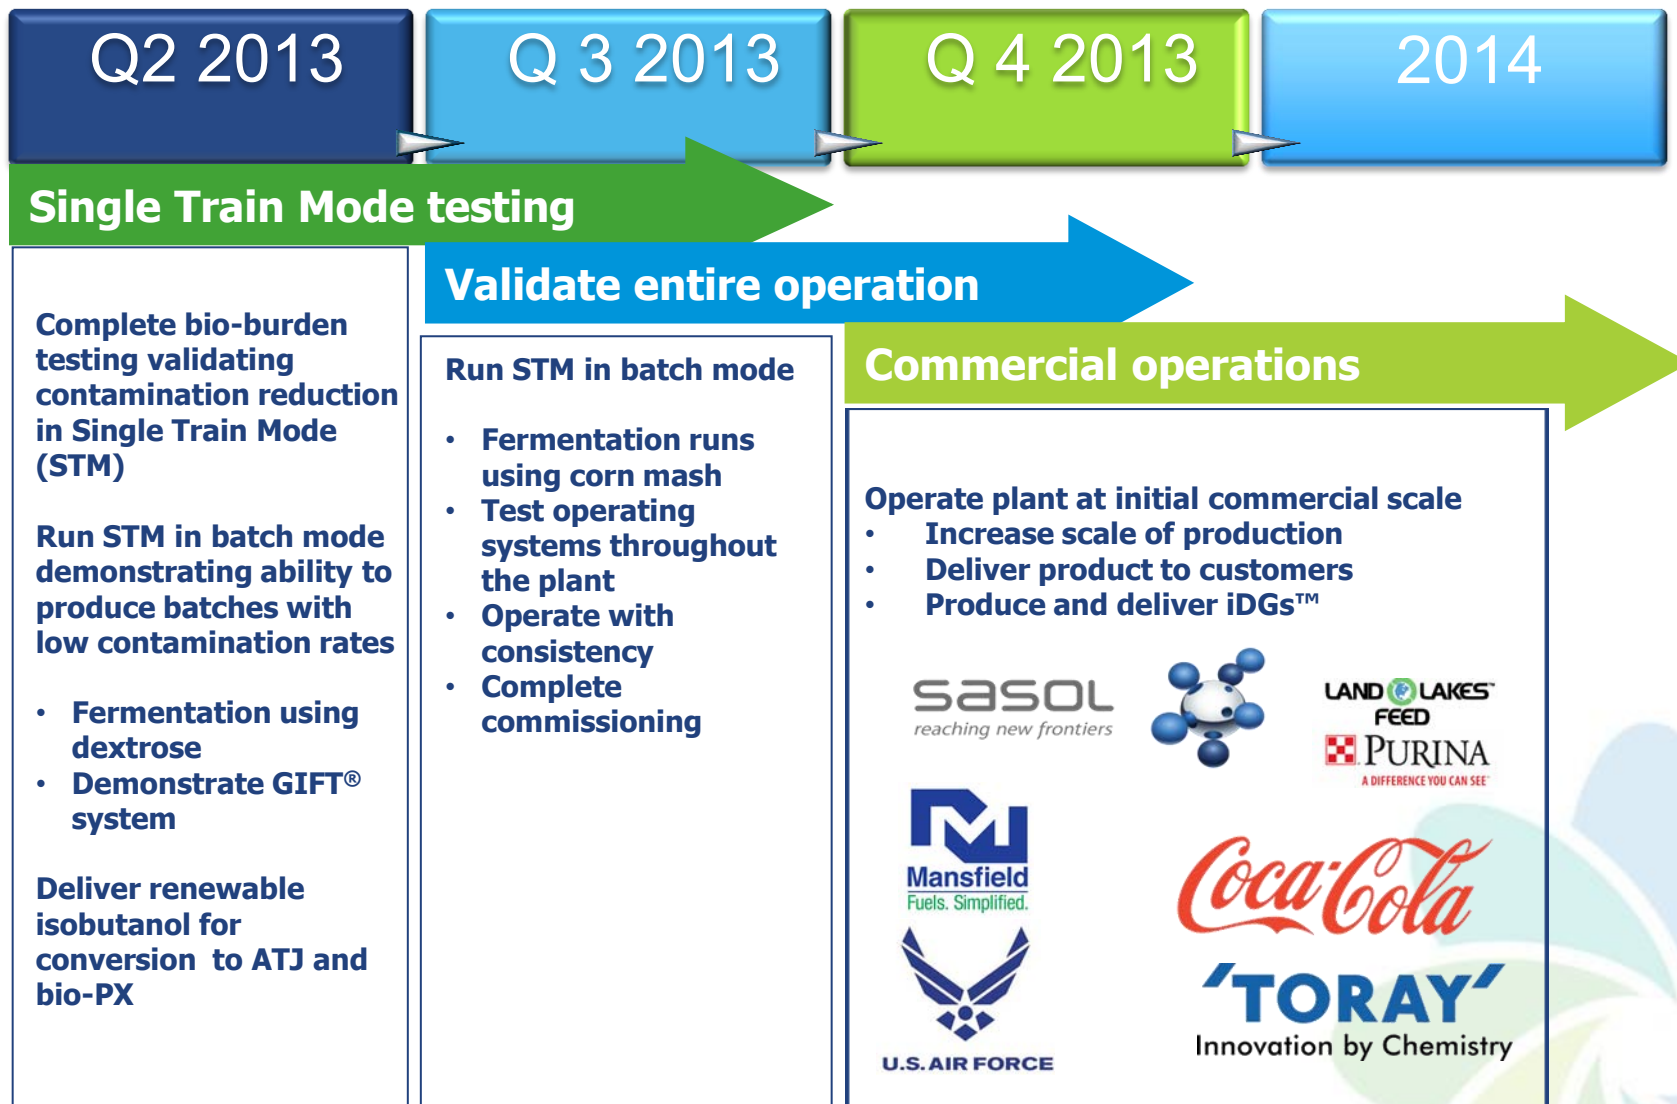 Q2 2013
Q 3 2013
Q 4 2013
2014
Single Train Mode testing
Validate entire operation
Commercial operations
Complete bio-burden
testing validating
contamination reduction
in Single Train Mode
(STM)
Run STM in batch mode
demonstrating ability to
produce batches with
low contamination rates
• Fermentation using
dextrose
• Demonstrate GIFT®
system
Deliver renewable
isobutanol for
conversion to ATJ and
bio-PX
Run STM in batch mode
• Fermentation runs
using corn mash
• Test operating
systems throughout
the plant
• Operate with
consistency
• Complete
commissioning
Operate plant at initial commercial scale
• Increase scale of production
• Deliver product to customers
• Produce and deliver iDGs™
sasol
reaching new frontiers
LAND O LAKES™
FEED
PURINA
A DIFFERENCE YOU CAN SEE™
Mansfield
Fuels. Simplified.
Coca-Cola
U.S. AIR FORCE
'TORAY'
Innovation by Chemistry